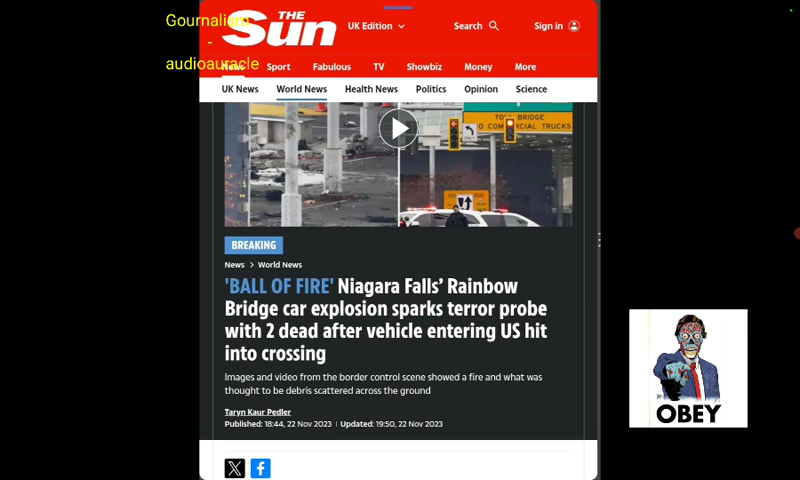 Gournalism
-
audioauracle
THE
Sun
UK Edition
Search
Sign in
News Sport Fabulous TV Showbiz Money More
UK News World News Health News Politics Opinion Science
TOLL BRIDGE
NO COMMERCIAL TRUCKS
BREAKING
News > World News
'BALL OF FIRE' Niagara Falls' Rainbow
Bridge car explosion sparks terror probe
with 2 dead after vehicle entering US hit
into crossing
Images and video from the border control scene showed a fire and what was
thought to be debris scattered across the ground
Taryn Kaur Pedler
Published: 18:44, 22 Nov 2023 | Updated: 19:50, 22 Nov 2023
OBEY